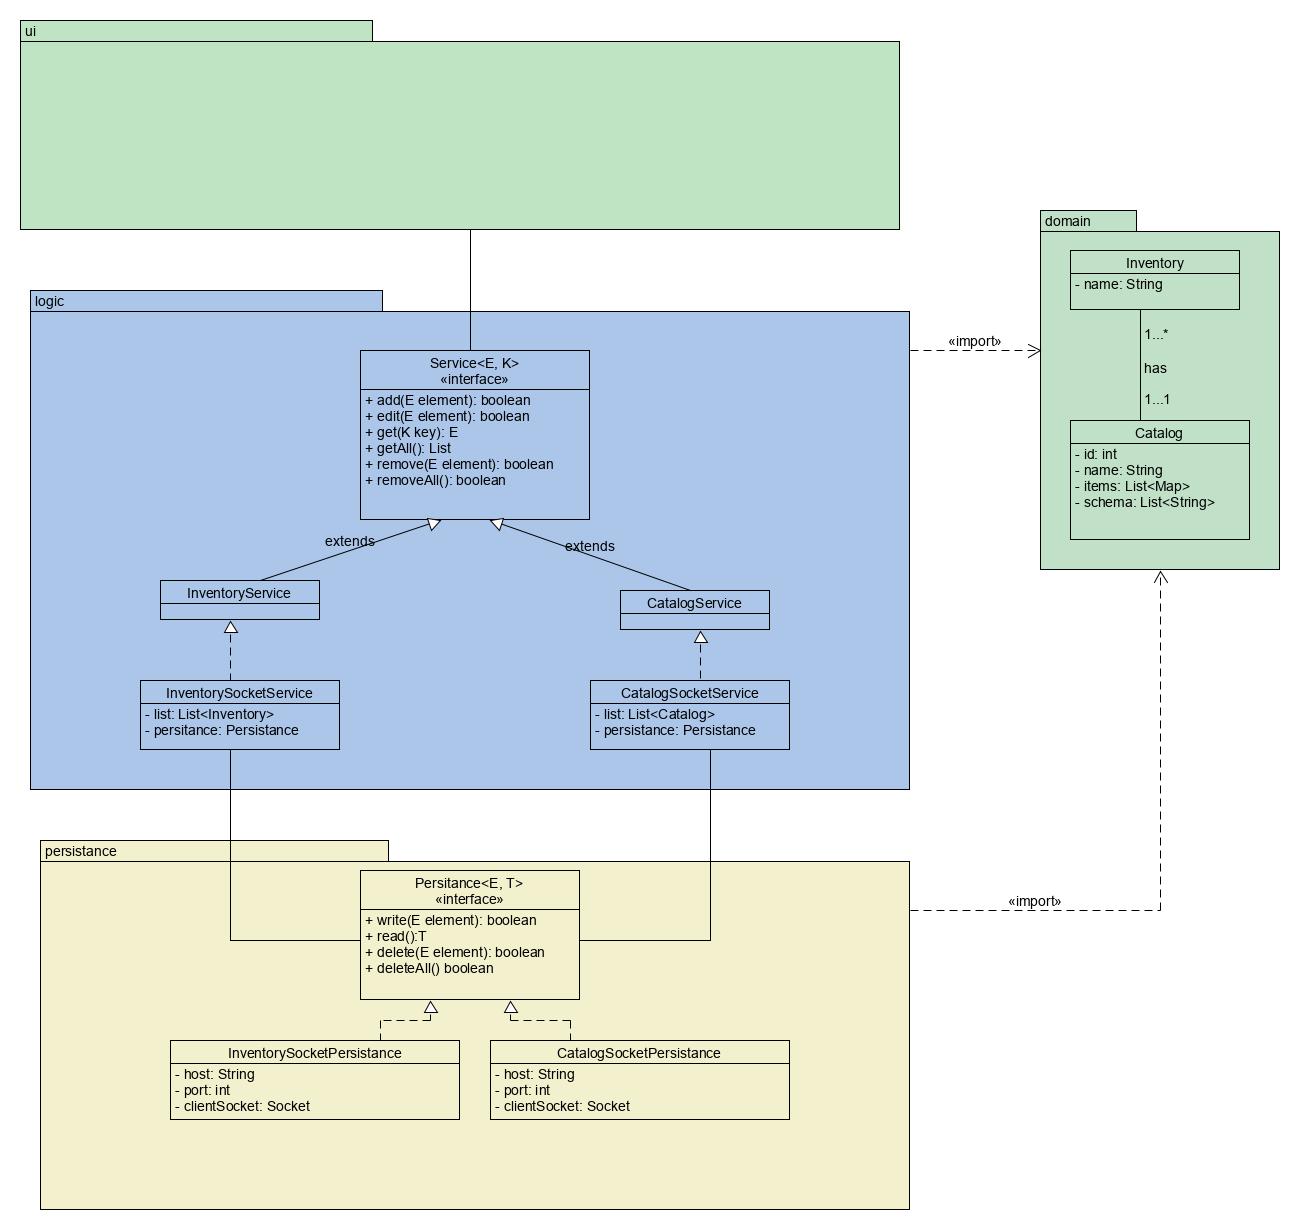 ui
logic
Service<E, K>
«interface»
+ add(E element): boolean
+ edit(E element): boolean
+ get(K key): E
+ getAll(): List
+ remove(E element): boolean
+ removeAll(): boolean
extends
extends
InventoryService
CatalogService
InventorySocketService
- list: List<Inventory>
- persitance: Persistance
CatalogSocketService
- list: List<Catalog>
- persistance: Persistance
«import»
domain
Inventory
- name: String
1...*
has
1...1
Catalog
- id: int
- name: String
- items: List<Map>
- schema: List<String>
persistance
Persitance<E, T>
«interface»
+ write(E element): boolean
+ read():T
+ delete(E element): boolean
+ deleteAll() boolean
«import»
InventorySocketPersistance
- host: String
- port: int
- clientSocket: Socket
CatalogSocketPersistance
- host: String
- port: int
- clientSocket: Socket